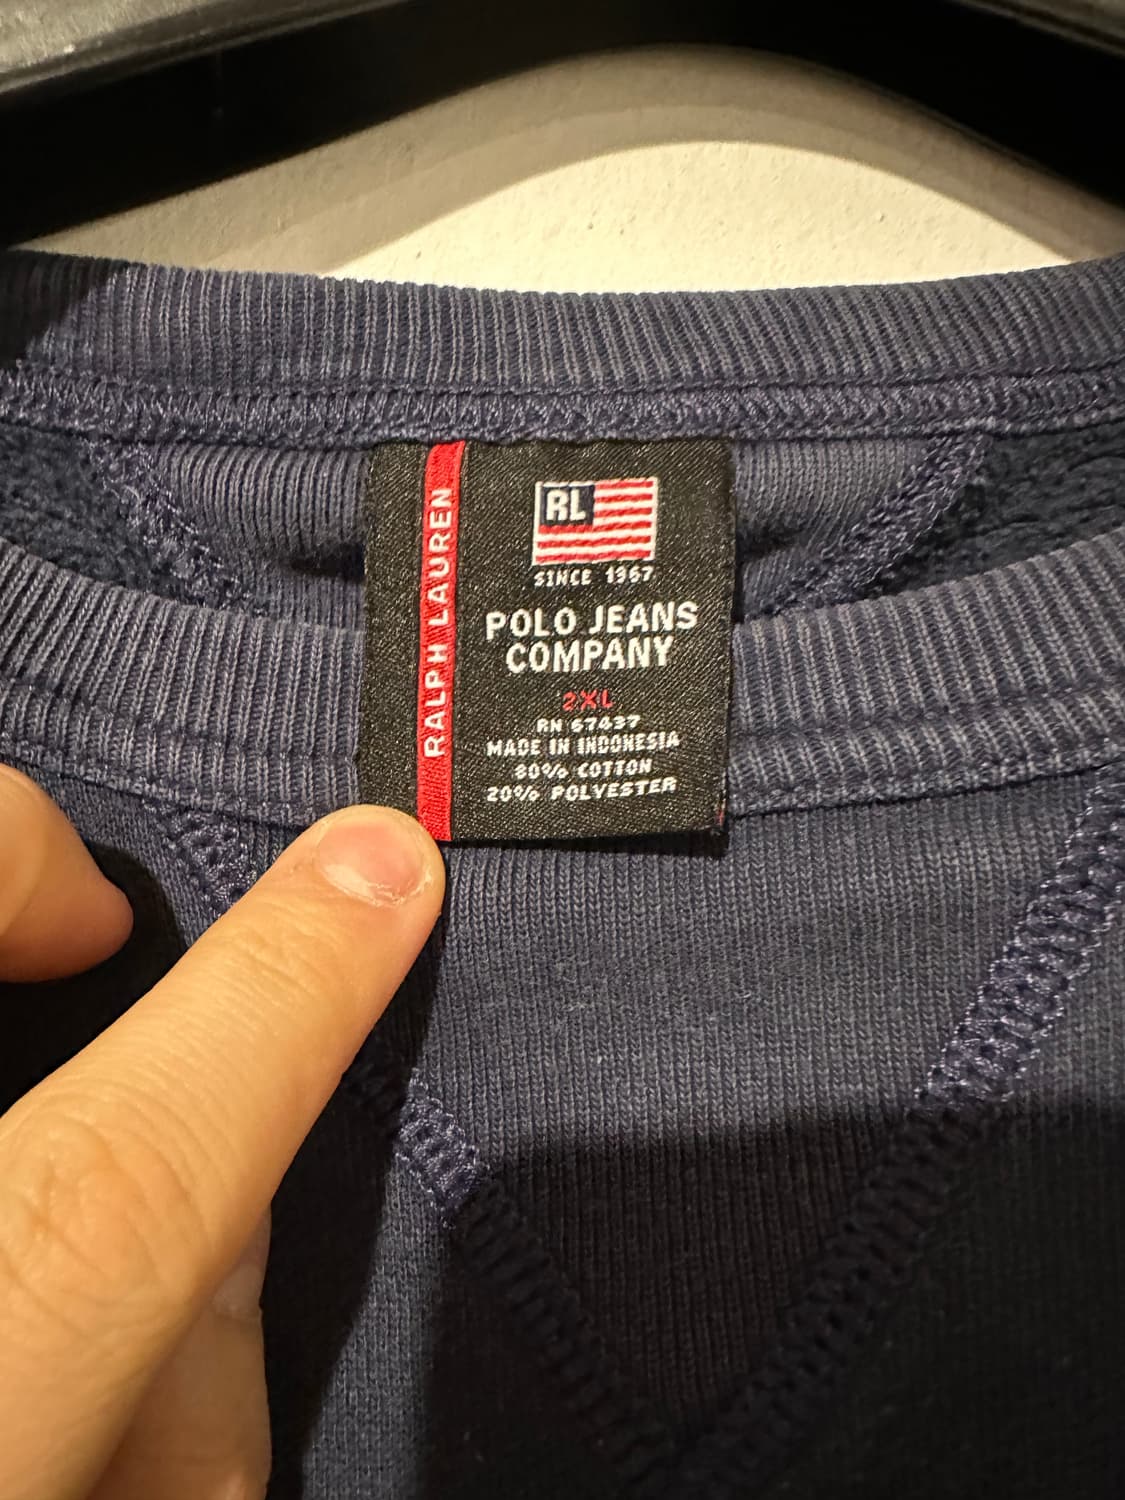 RALPH LAUREN
RL
SINCE 1967
POLO JEANS
COMPANY
2XL
RN 67437
MADE IN INDONESIA
80% COTTON
20% POLYESTER